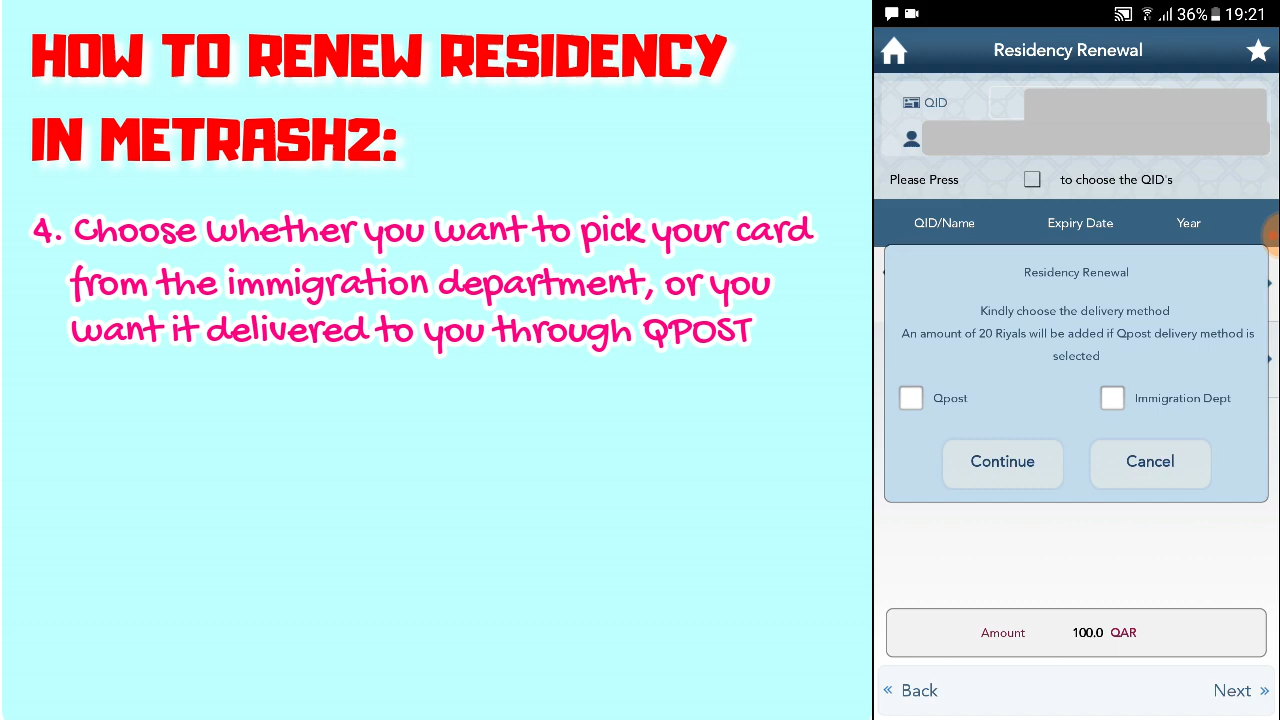 HOW TO RENEW RESIDENCY
IN METRASH2:
4. Choose whether you want to pick your card
from the immigration department, or you
want it delivered to you through QPOST
36% 19:21
Residency Renewal
QID
Please Press to choose the QID's
QID/Name Expiry Date Year
Residency Renewal
Kindly choose the delivery method
An amount of 20 Riyals will be added if Qpost delivery method is
selected
Qpost Immigration Dept
Continue Cancel
Amount 100.0 QAR
« Back Next »